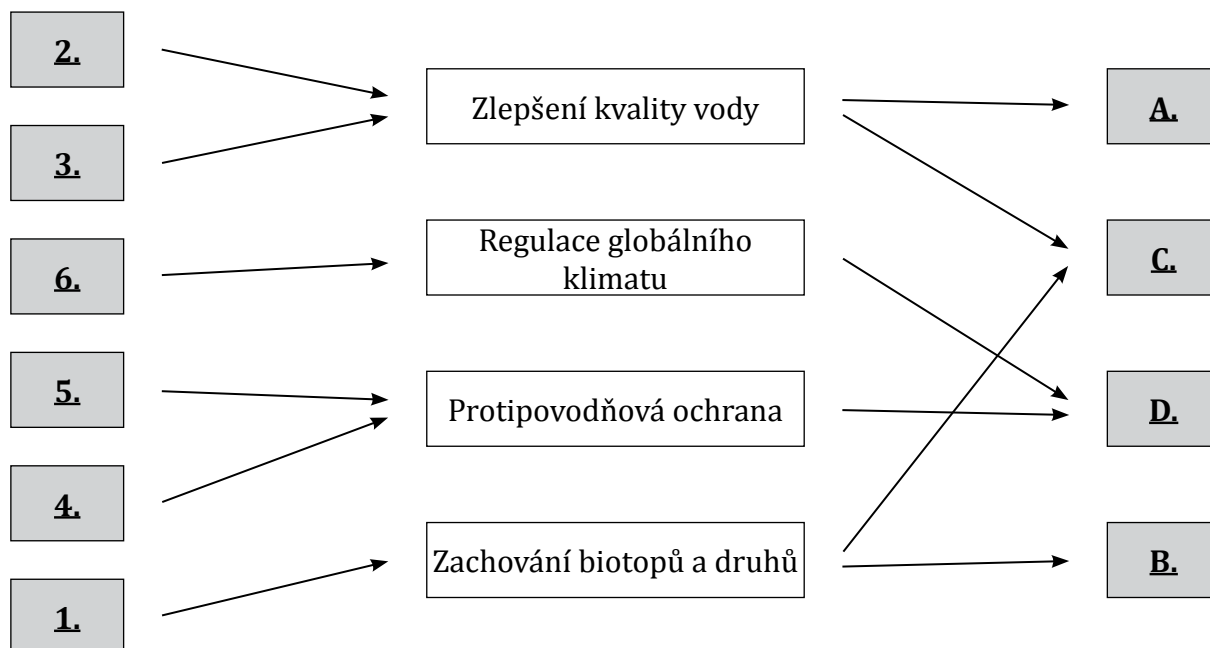 2.
3.
6.
5.
4.
1.
Zlepšení kvality vody
Regulace globálního
klimatu
Protipovodňová ochrana
Zachování biotopů a druhů
A.
C.
D.
B.